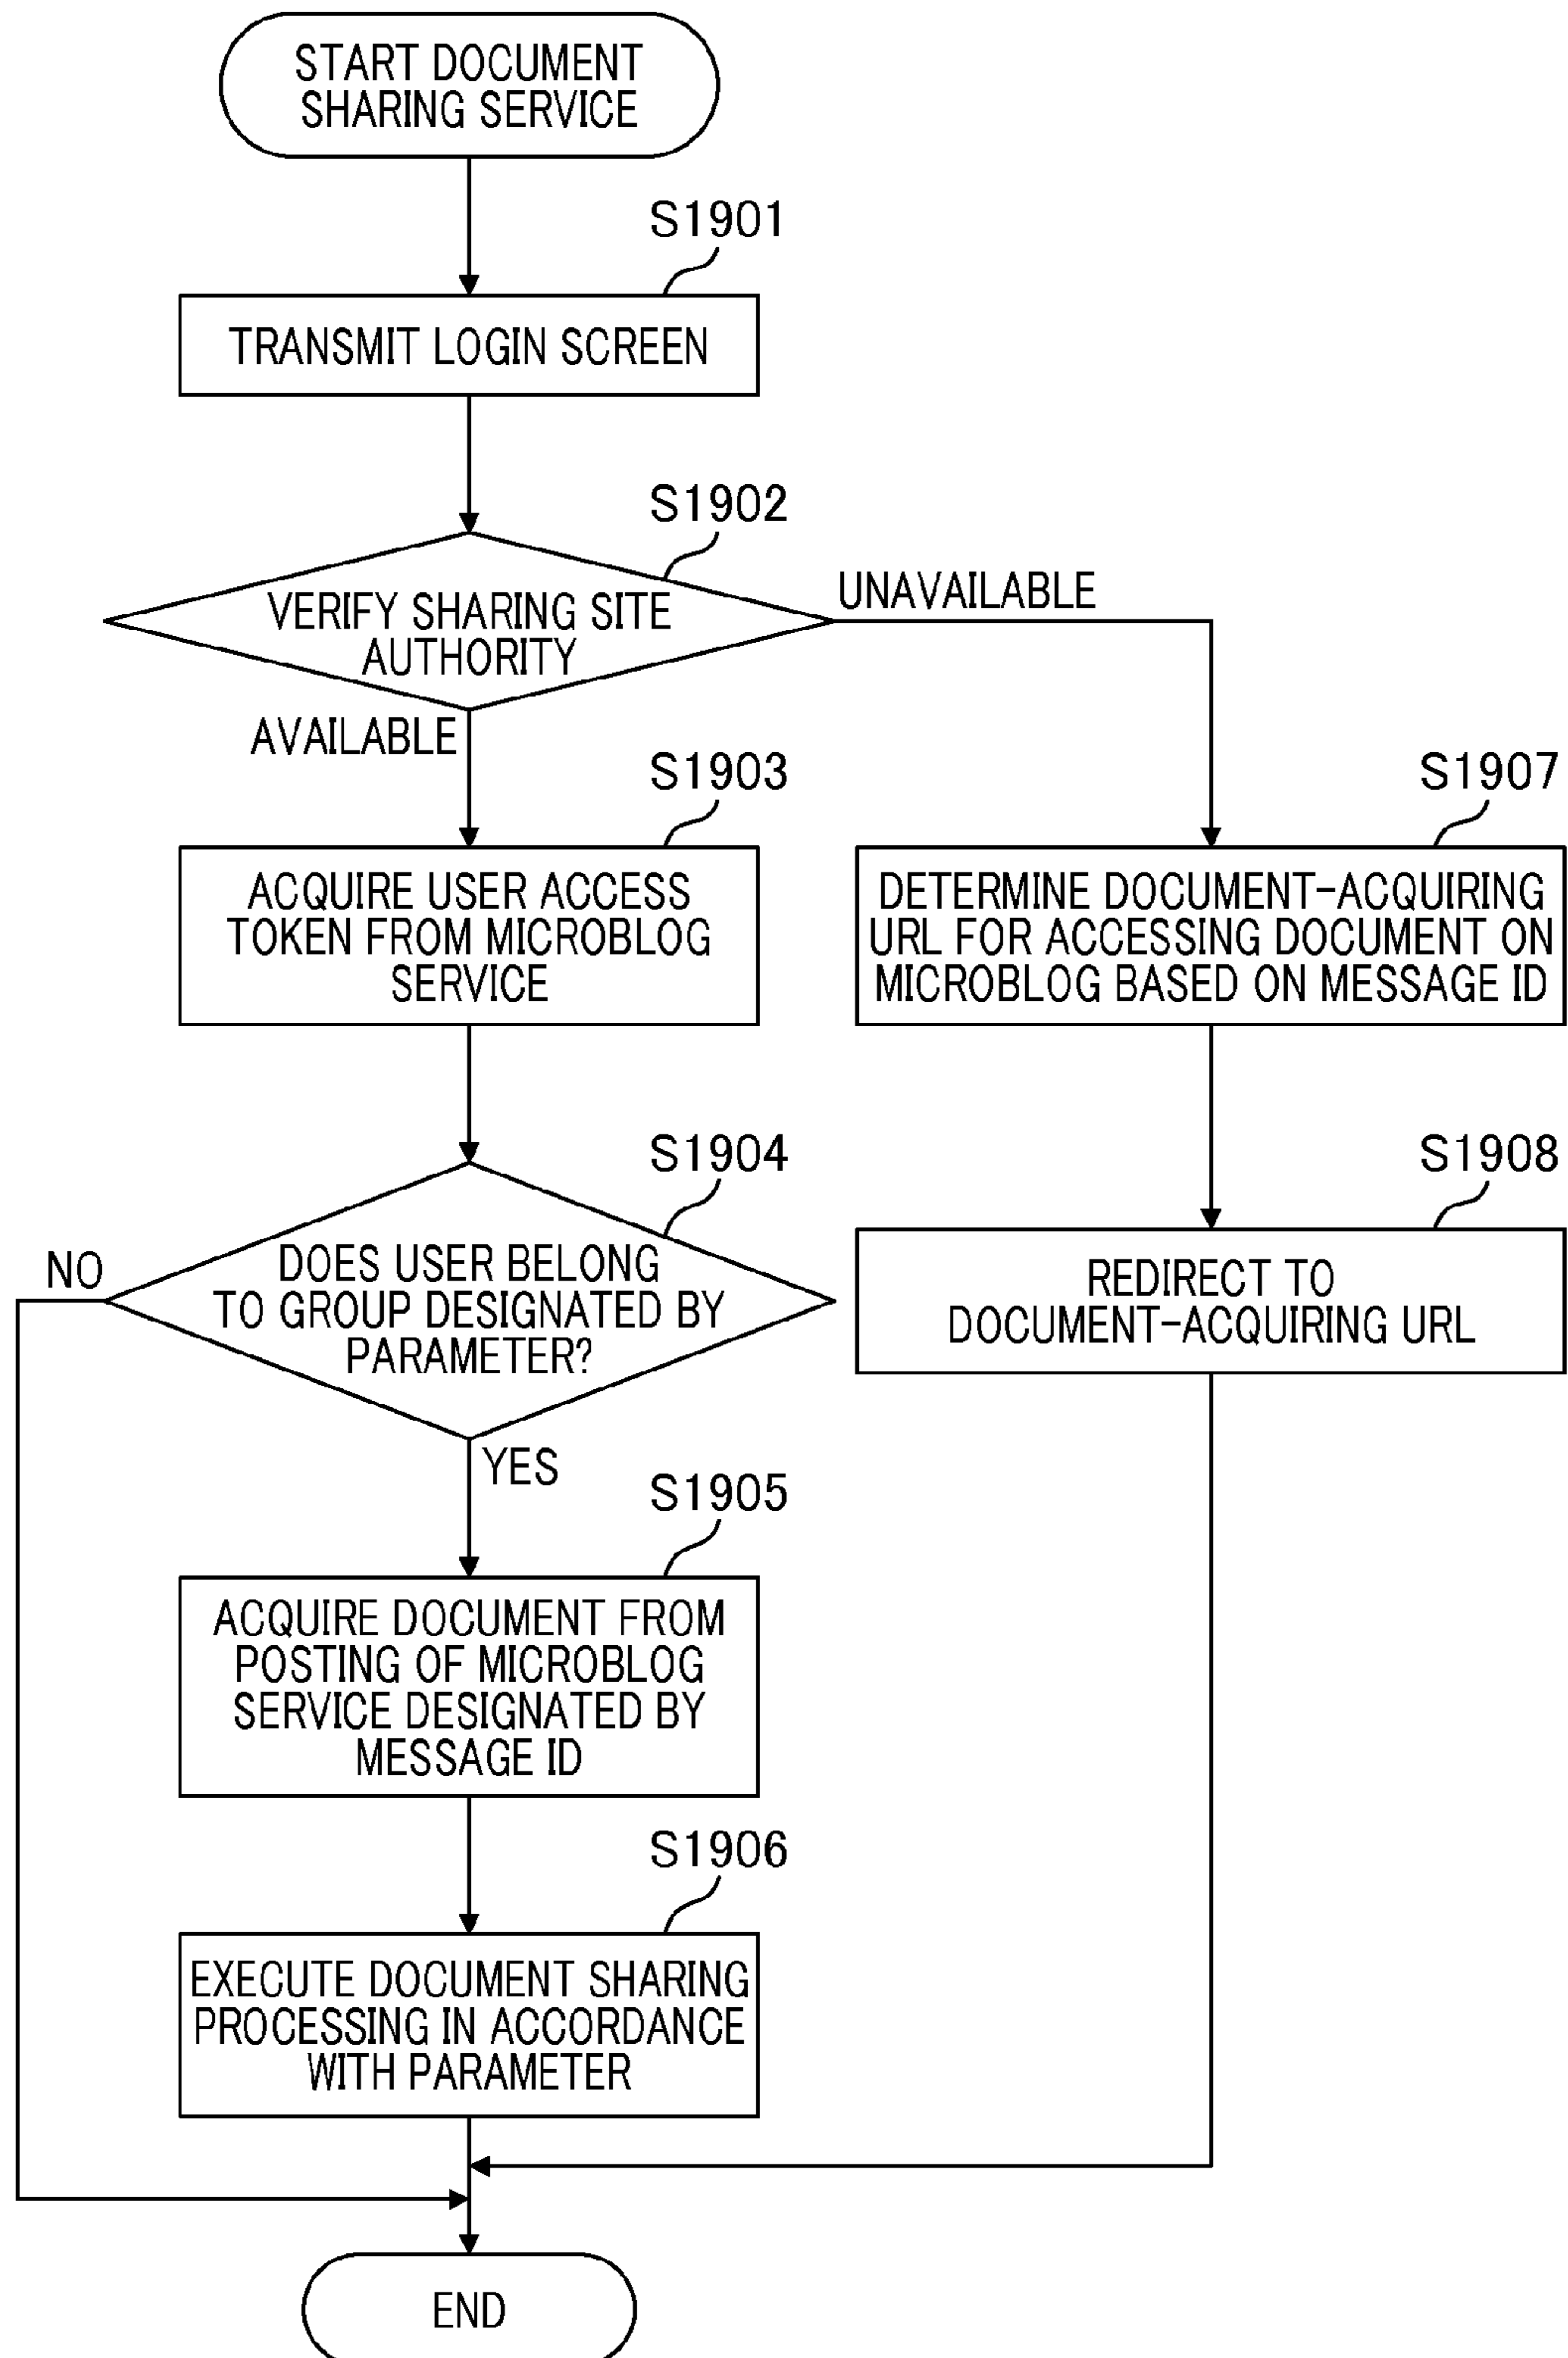 START DOCUMENT
SHARING SERVICE
S1901
TRANSMIT LOGIN SCREEN
S1902
VERIFY SHARING SITE
AUTHORITY
UNAVAILABLE
AVAILABLE
S1903
ACQUIRE USER ACCESS
TOKEN FROM MICROBLOG
SERVICE
S1907
DETERMINE DOCUMENT-ACQUIRING
URL FOR ACCESSING DOCUMENT ON
MICROBLOG BASED ON MESSAGE ID
S1904
DOES USER BELONG
TO GROUP DESIGNATED BY
PARAMETER?
NO
YES
S1908
REDIRECT TO
DOCUMENT-ACQUIRING URL
S1905
ACQUIRE DOCUMENT FROM
POSTING OF MICROBLOG
SERVICE DESIGNATED BY
MESSAGE ID
S1906
EXECUTE DOCUMENT SHARING
PROCESSING IN ACCORDANCE
WITH PARAMETER
END